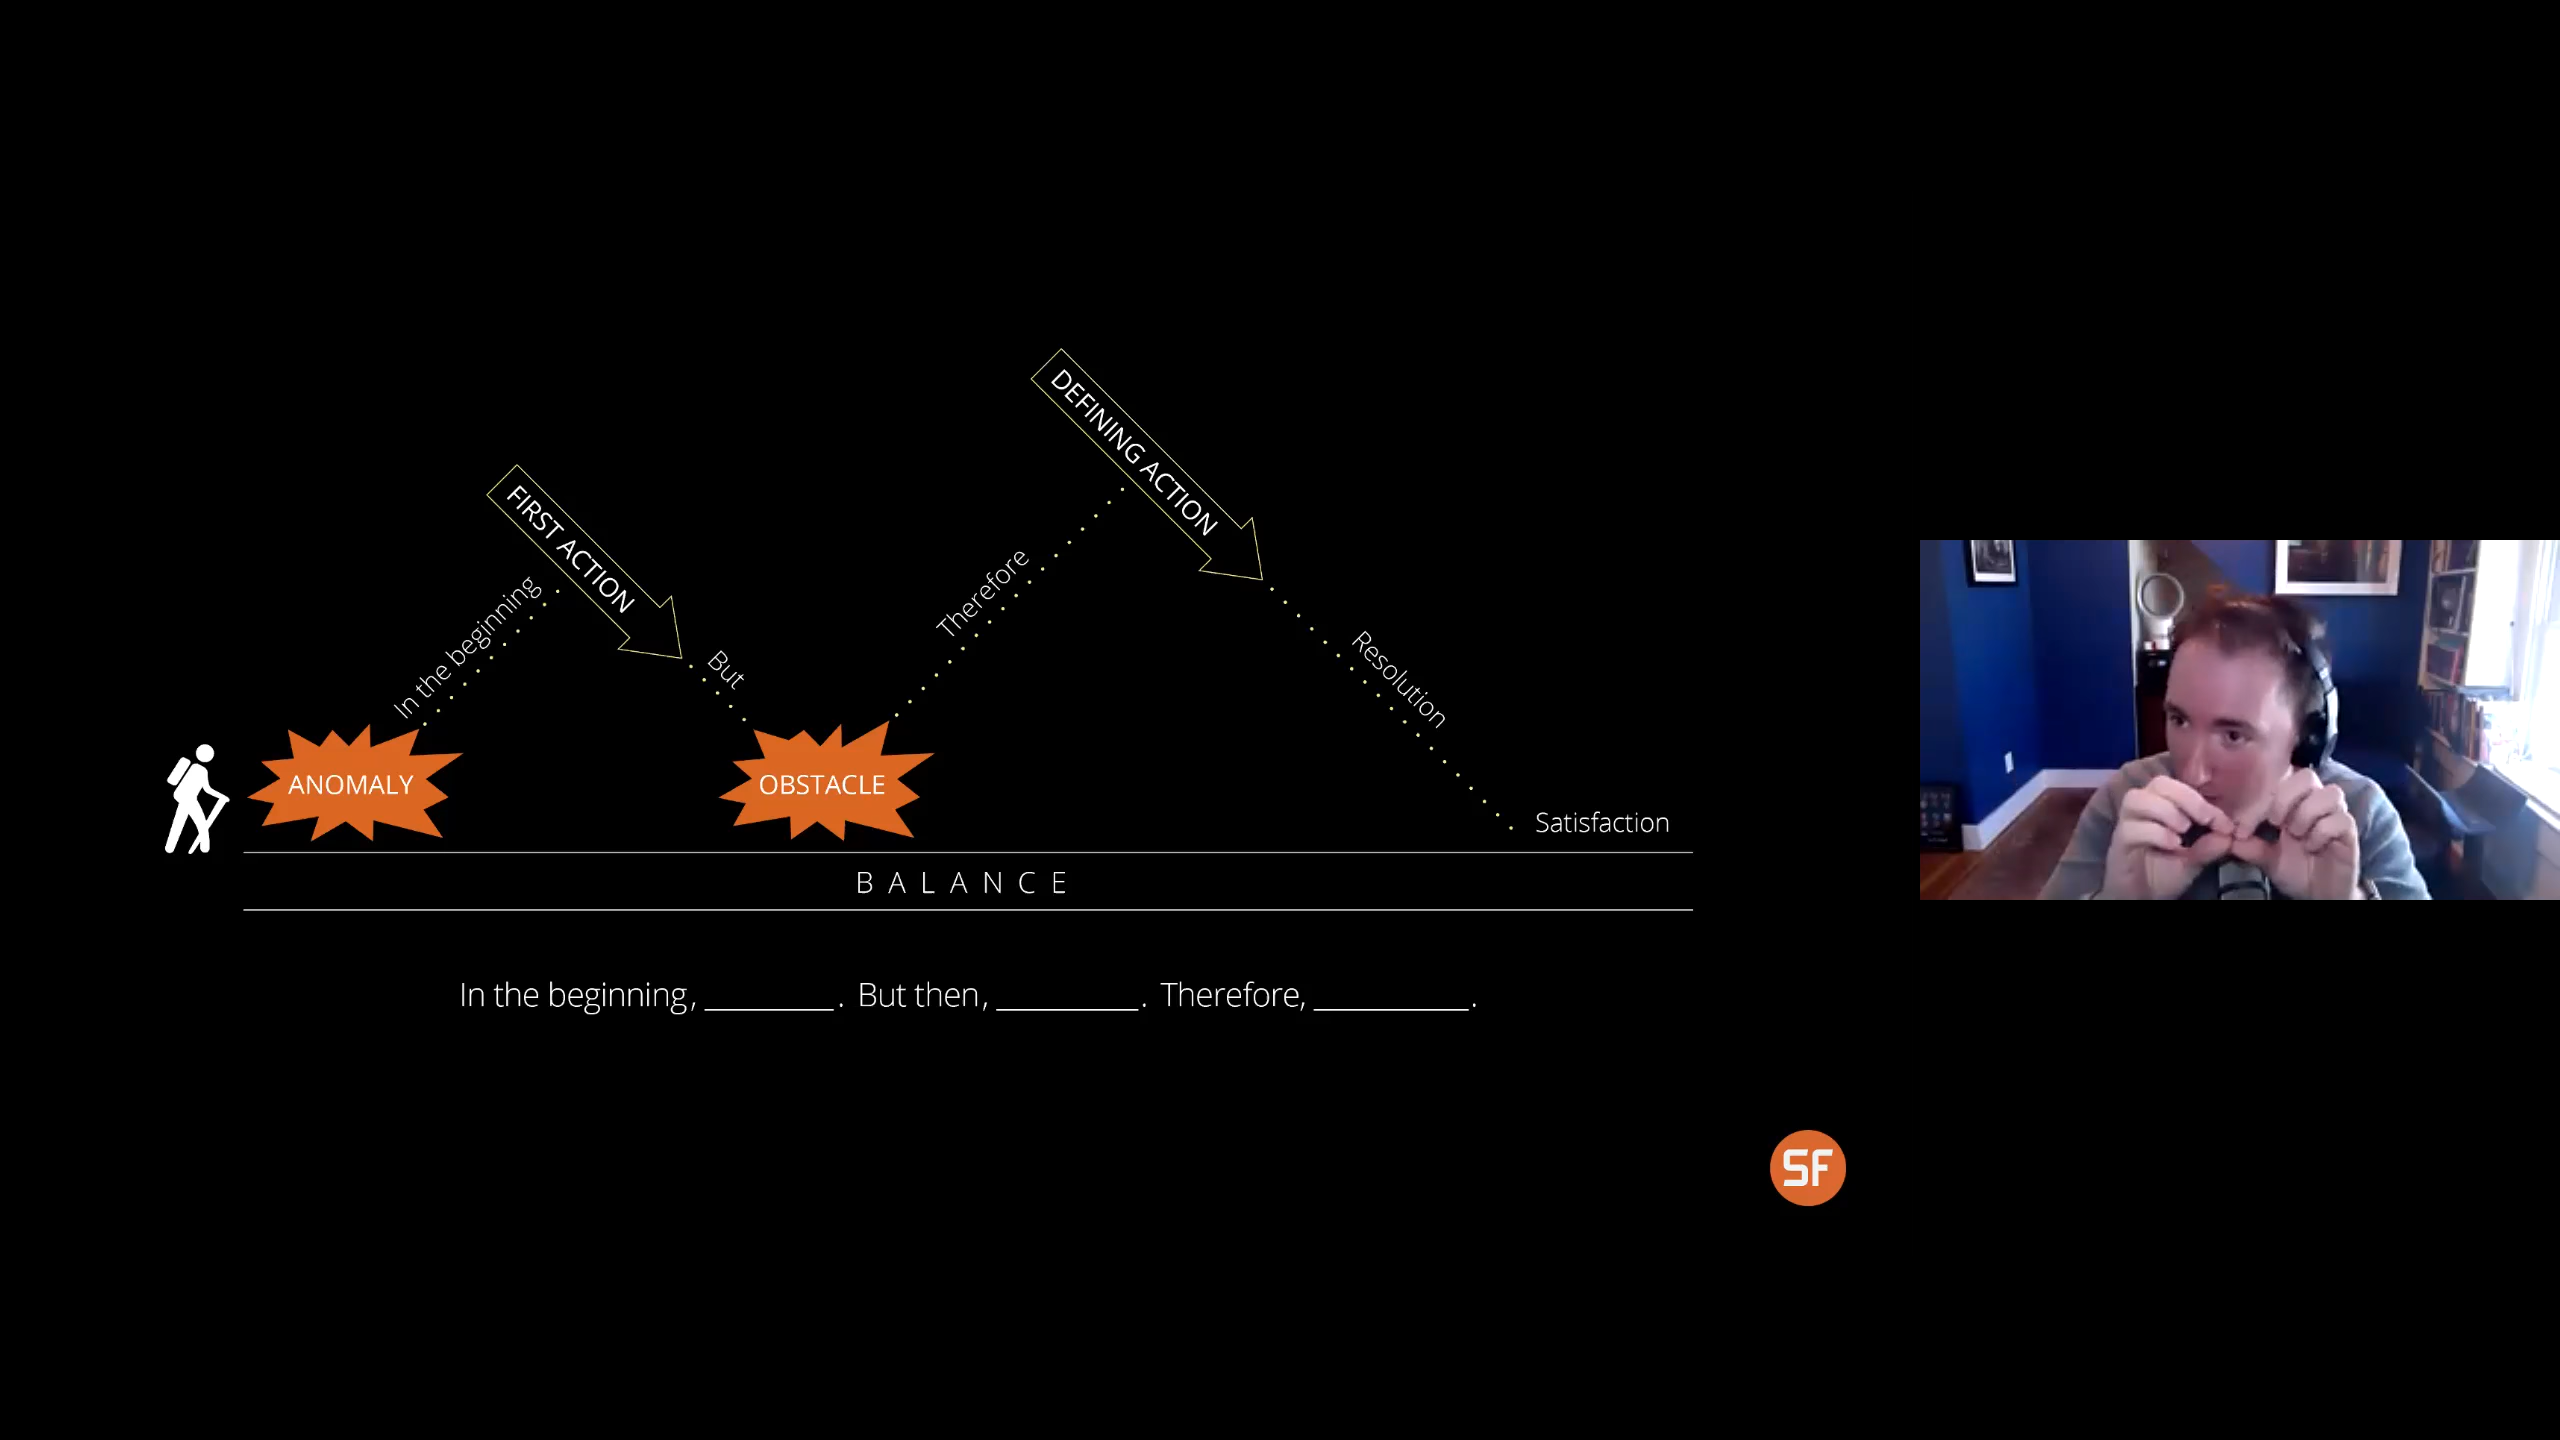 DEFINING ACTION
FIRST ACTION
In the beginning
But
Therefore
Resolution
ANOMALY
OBSTACLE
Satisfaction
BALANCE
In the beginning, ________. But then, ________. Therefore, ________.
SF